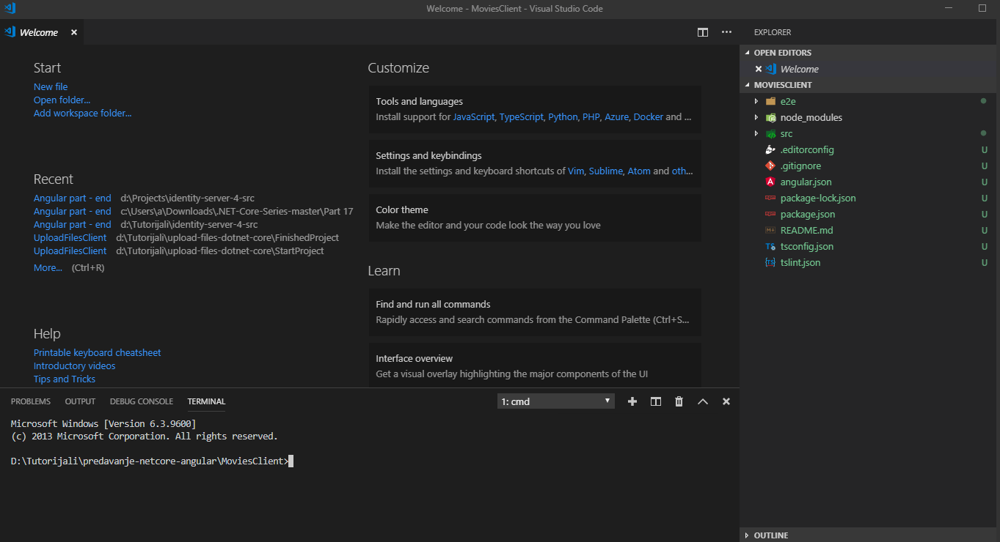 Welcome - MoviesClient - Visual Studio Code
Welcome
Start
New file
Open folder...
Add workspace folder...
Recent
Angular part - end d:\Projects\identity-server-4-src
Angular part - end c:\Users\a\Downloads\.NET-Core-Series-master\Part 17
Angular part - end d:\Tutorijali\identity-server-4-src
UploadFilesClient d:\Tutorijali\upload-files-dotnet-core\FinishedProject
UploadFilesClient d:\Tutorijali\upload-files-dotnet-core\StartProject
More... (Ctrl+R)
Help
Printable keyboard cheatsheet
Introductory videos
Tips and Tricks
Customize
Tools and languages
Install support for JavaScript, TypeScript, Python, PHP, Azure, Docker and ...
Settings and keybindings
Install the settings and keyboard shortcuts of Vim, Sublime, Atom and oth...
Color theme
Make the editor and your code look the way you love
Learn
Find and run all commands
Rapidly access and search commands from the Command Palette (Ctrl+S...
Interface overview
Get a visual overlay highlighting the major components of the UI
PROBLEMS OUTPUT DEBUG CONSOLE TERMINAL
1: cmd
Microsoft Windows [Version 6.3.9600]
(c) 2013 Microsoft Corporation. All rights reserved.
D:\Tutorijali\predavanje-netcore-angular\MoviesClient>
EXPLORER
OPEN EDITORS
Welcome
MOVIESCLIENT
e2e
node_modules
src
.editorconfig U
.gitignore U
angular.json U
package-lock.json U
package.json U
README.md U
tsconfig.json U
tslint.json U
OUTLINE